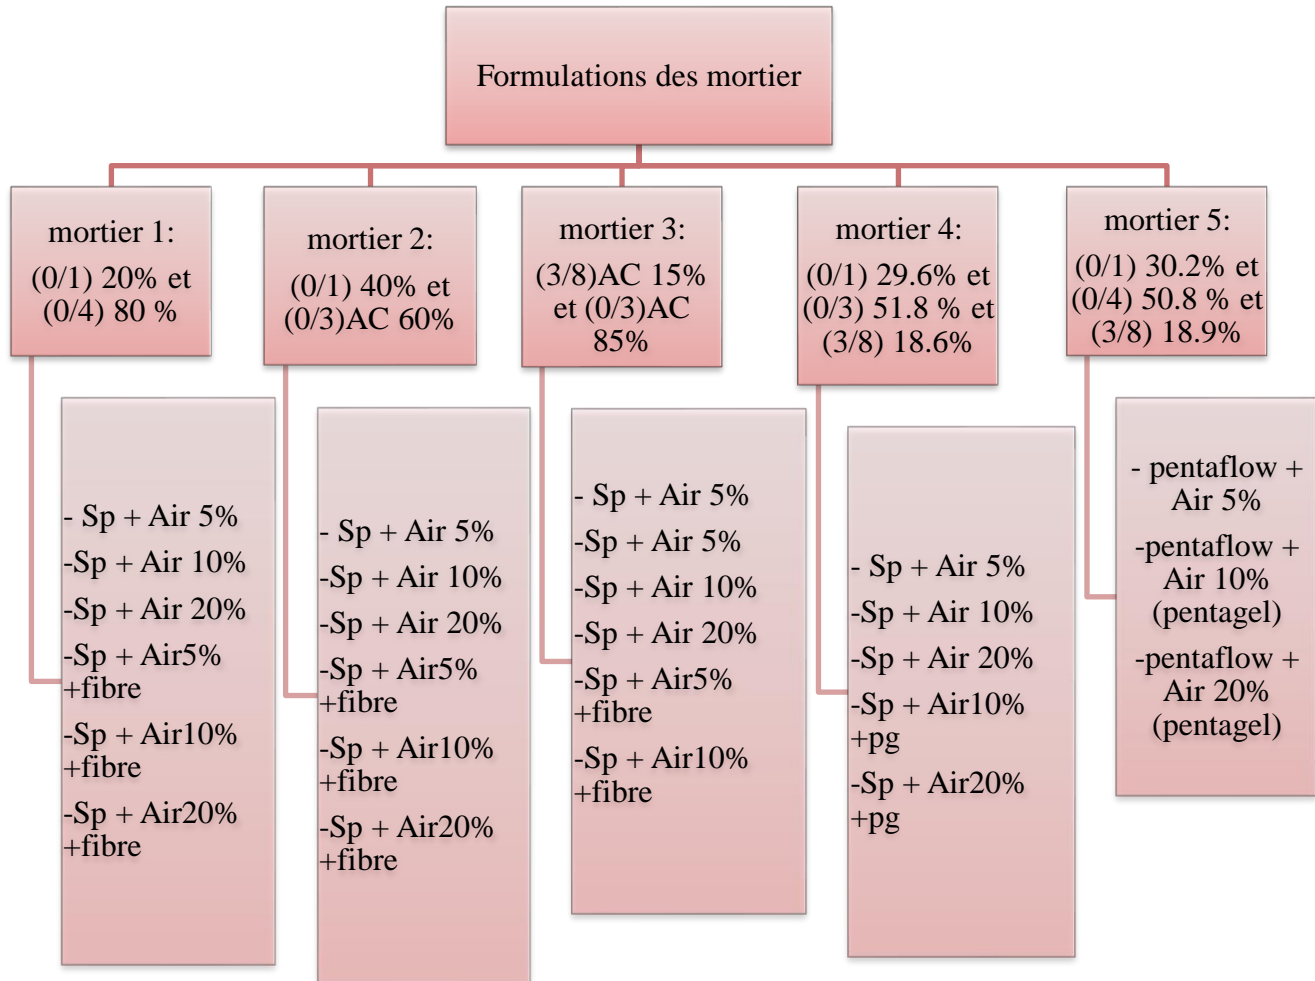 Formulations des mortier
mortier 1:
(0/1) 20% et
(0/4) 80 %
- Sp + Air 5%
-Sp + Air 10%
-Sp + Air 20%
-Sp + Air5%
+fibre
-Sp + Air10%
+fibre
-Sp + Air20%
+fibre
mortier 2:
(0/1) 40% et
(0/3)AC 60%
- Sp + Air 5%
-Sp + Air 10%
-Sp + Air 20%
-Sp + Air5%
+fibre
-Sp + Air10%
+fibre
-Sp + Air20%
+fibre
mortier 3:
(3/8)AC 15%
et (0/3)AC
85%
- Sp + Air 5%
-Sp + Air 5%
-Sp + Air 10%
-Sp + Air 20%
-Sp + Air5%
+fibre
-Sp + Air10%
+fibre
mortier 4:
(0/1) 29.6% et
(0/3) 51.8 % et
(3/8) 18.6%
- Sp + Air 5%
-Sp + Air 10%
-Sp + Air 20%
-Sp + Air10%
+pg
-Sp + Air20%
+pg
mortier 5:
(0/1) 30.2% et
(0/4) 50.8 % et
(3/8) 18.9%
- pentaflow +
Air 5%
-pentaflow +
Air 10%
(pentagel)
-pentaflow +
Air 20%
(pentagel)